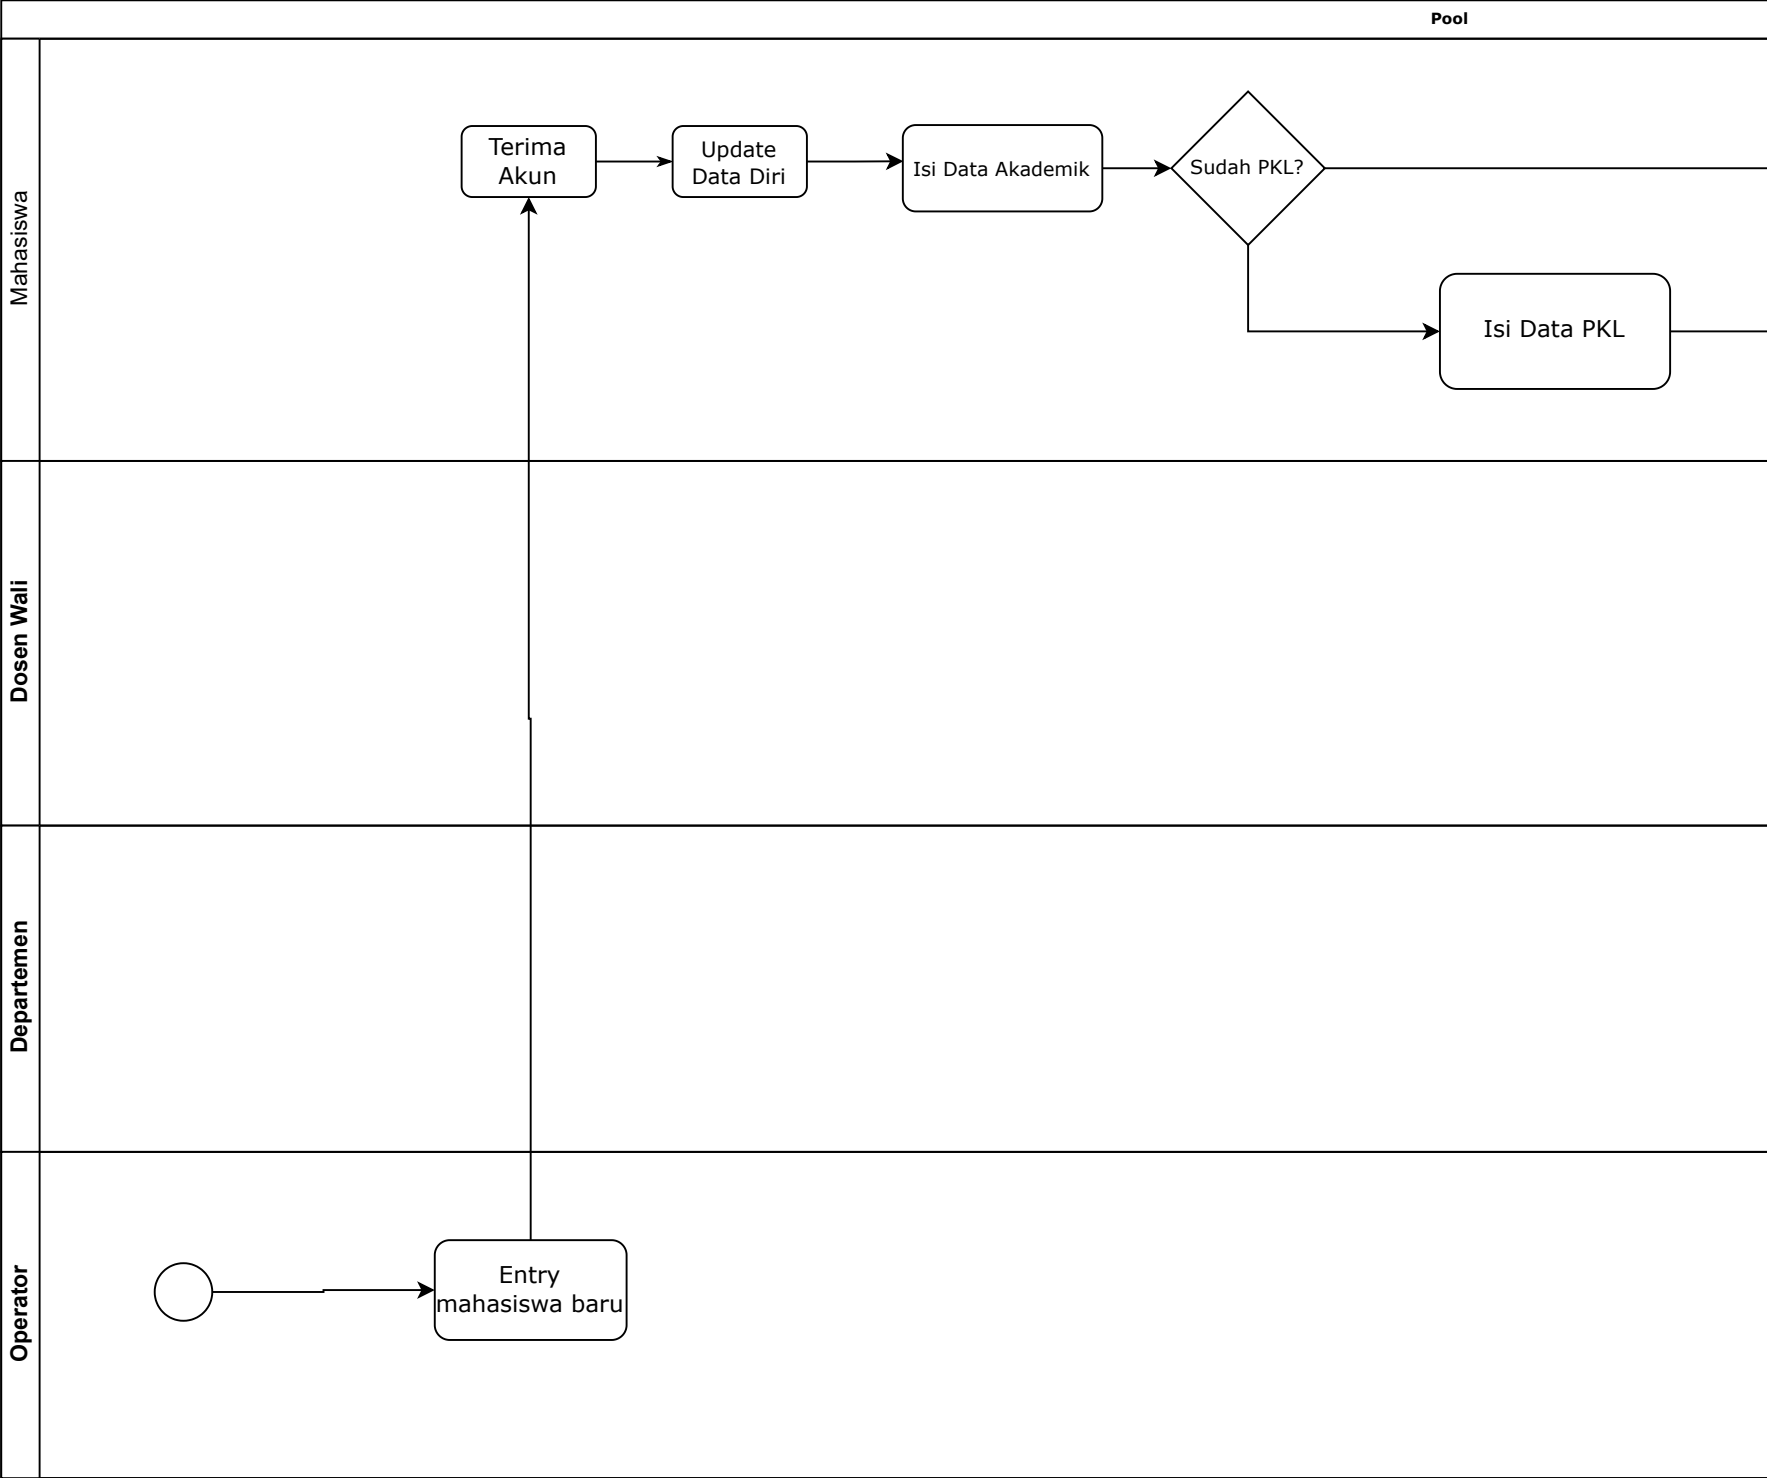 Pool
Mahasiswa
Terima
Akun
Update
Data Diri
Isi Data Akademik
Sudah PKL?
Isi Data PKL
Dosen Wali
Departemen
Operator
Entry
mahasiswa baru